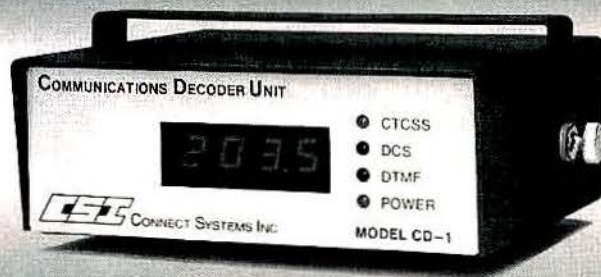 COMMUNICATIONS DECODER UNIT
203.5
CTCSS
DCS
DTMF
POWER
CSI CONNECT SYSTEMS INC
MODEL CD-1